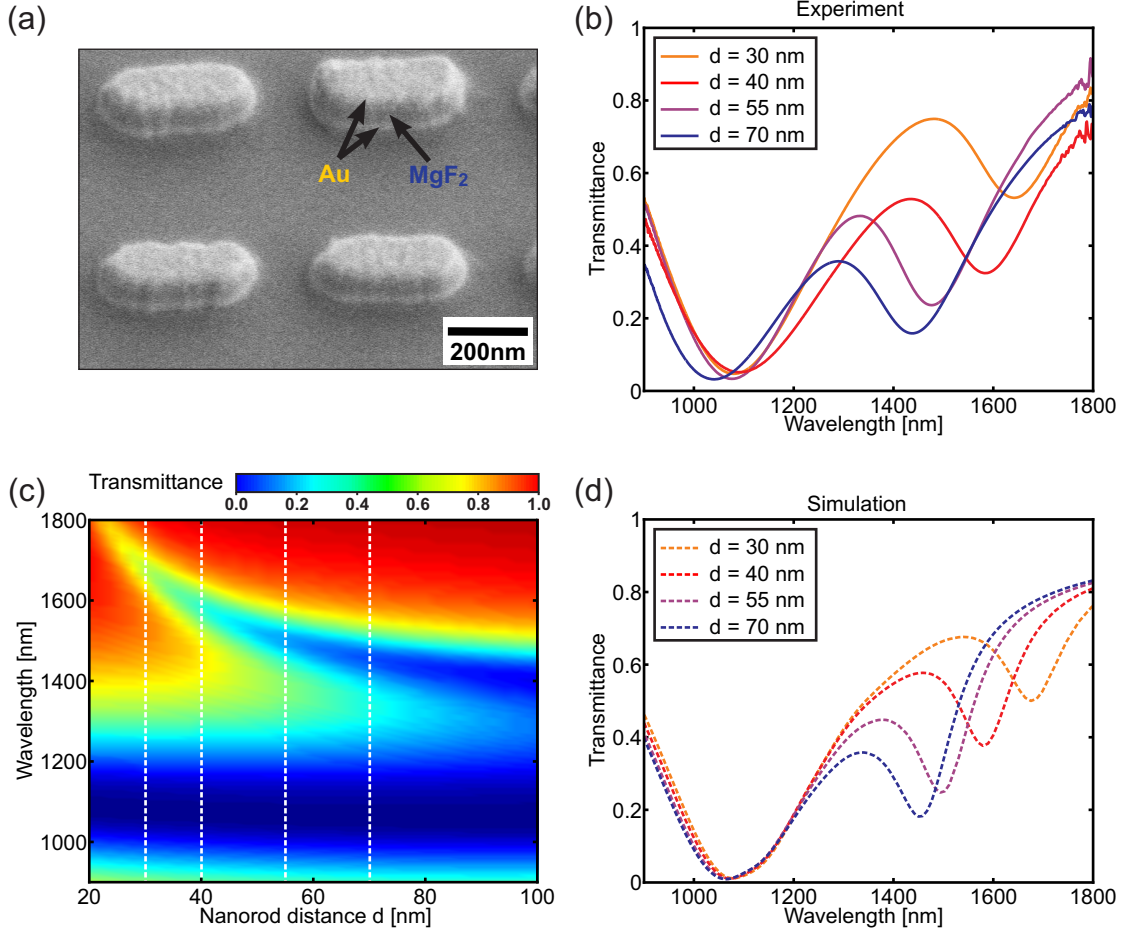 (a)
Au
MgF2
200nm
(b)
Experiment
d = 30 nm
d = 40 nm
d = 55 nm
d = 70 nm
Transmittance
1
0.8
0.6
0.4
0.2
0
1000 1200 1400 1600 1800
Wavelength [nm]
(c)
Transmittance
0.0 0.2 0.4 0.6 0.8 1.0
Wavelength [nm]
1800
1600
1400
1200
1000
20 40 60 80 100
Nanorod distance d [nm]
(d)
Simulation
d = 30 nm
d = 40 nm
d = 55 nm
d = 70 nm
Transmittance
1
0.8
0.6
0.4
0.2
0
1000 1200 1400 1600 1800
Wavelength [nm]